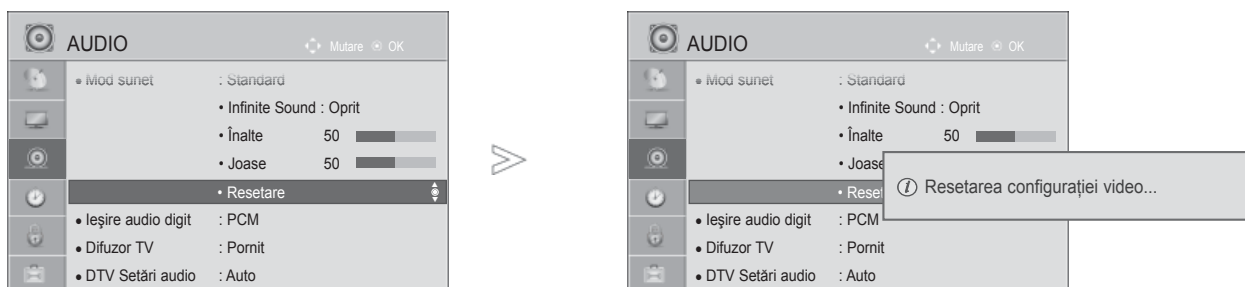 AUDIO
Mutare OK
• Mod sunet : Standard
• Infinite Sound : Oprit
• Înalte 50
• Joase 50
• Resetare
• Ieşire audio digit : PCM
• Difuzor TV : Pornit
• DTV Setări audio : Auto
AUDIO
Mutare OK
• Mod sunet : Standard
• Infinite Sound : Oprit
• Înalte 50
• Joase
• Reset
i Resetarea configuraţiei video...
• Ieşire audio digit : PCM
• Difuzor TV : Pornit
• DTV Setări audio : Auto